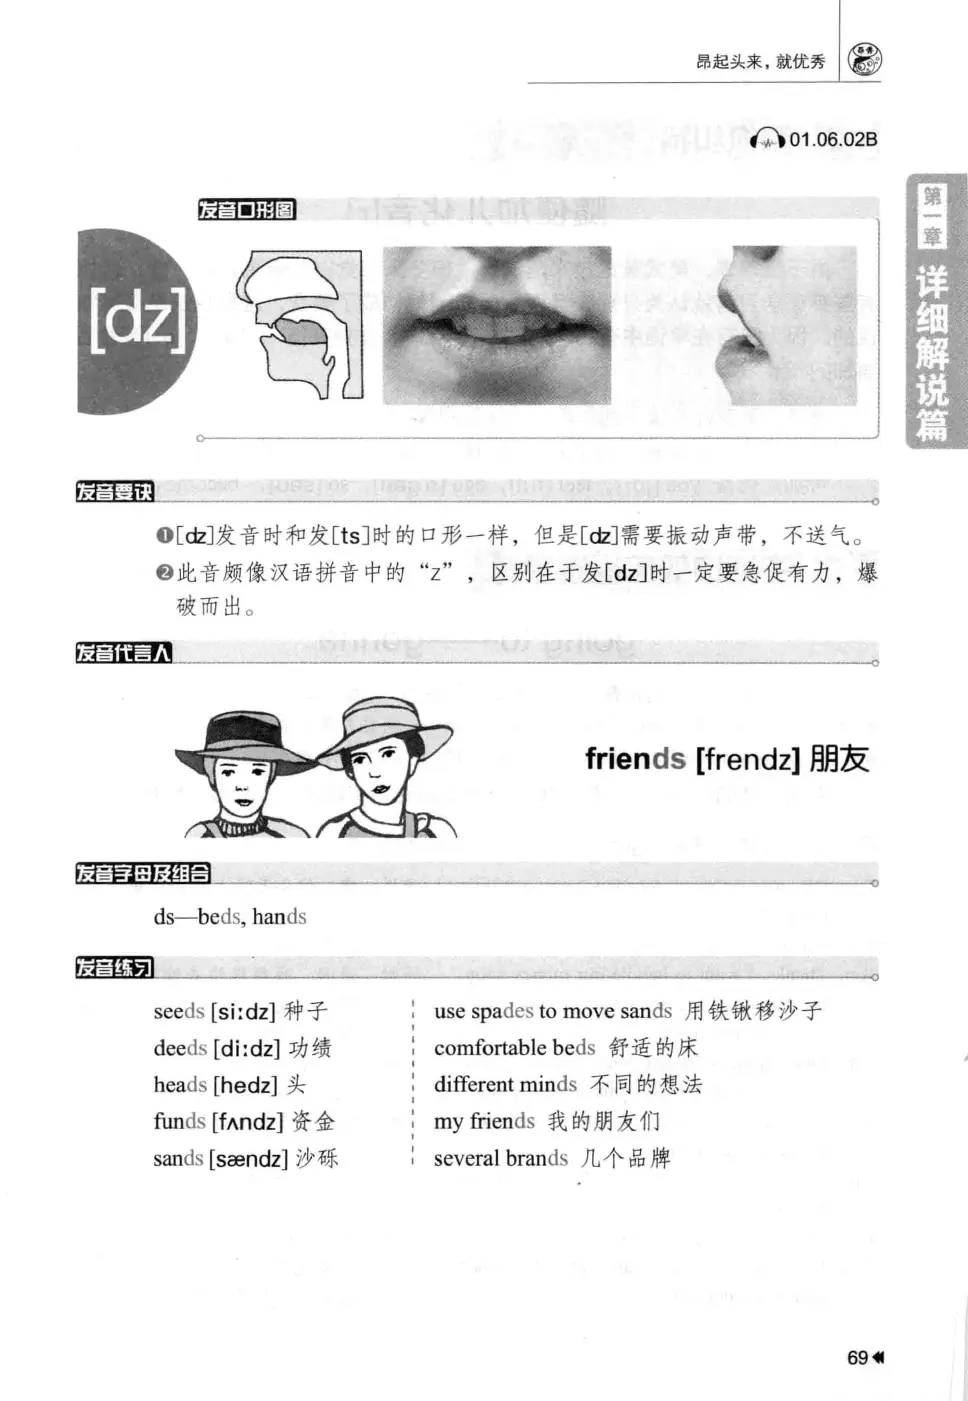 昂起头来，就优秀
01.06.02B
第一章 详细解说篇
发音口形图
[dz]
发音要诀
❶[dz]发音时和发[ts]时的口形一样，但是[dz]需要振动声带，不送气。
❷此音颇像汉语拼音中的“z”，区别在于发[dz]时一定要急促有力，爆
破而出。
发音代言人
friends [frendz] 朋友
发音字母及组合
ds—beds, hands
发音练习
seeds [siːdz] 种子
deeds [diːdz] 功绩
heads [hedz] 头
funds [fʌndz] 资金
sands [sændz] 沙砾
use spades to move sands 用铁锹移沙子
comfortable beds 舒适的床
different minds 不同的想法
my friends 我的朋友们
several brands 几个品牌
69